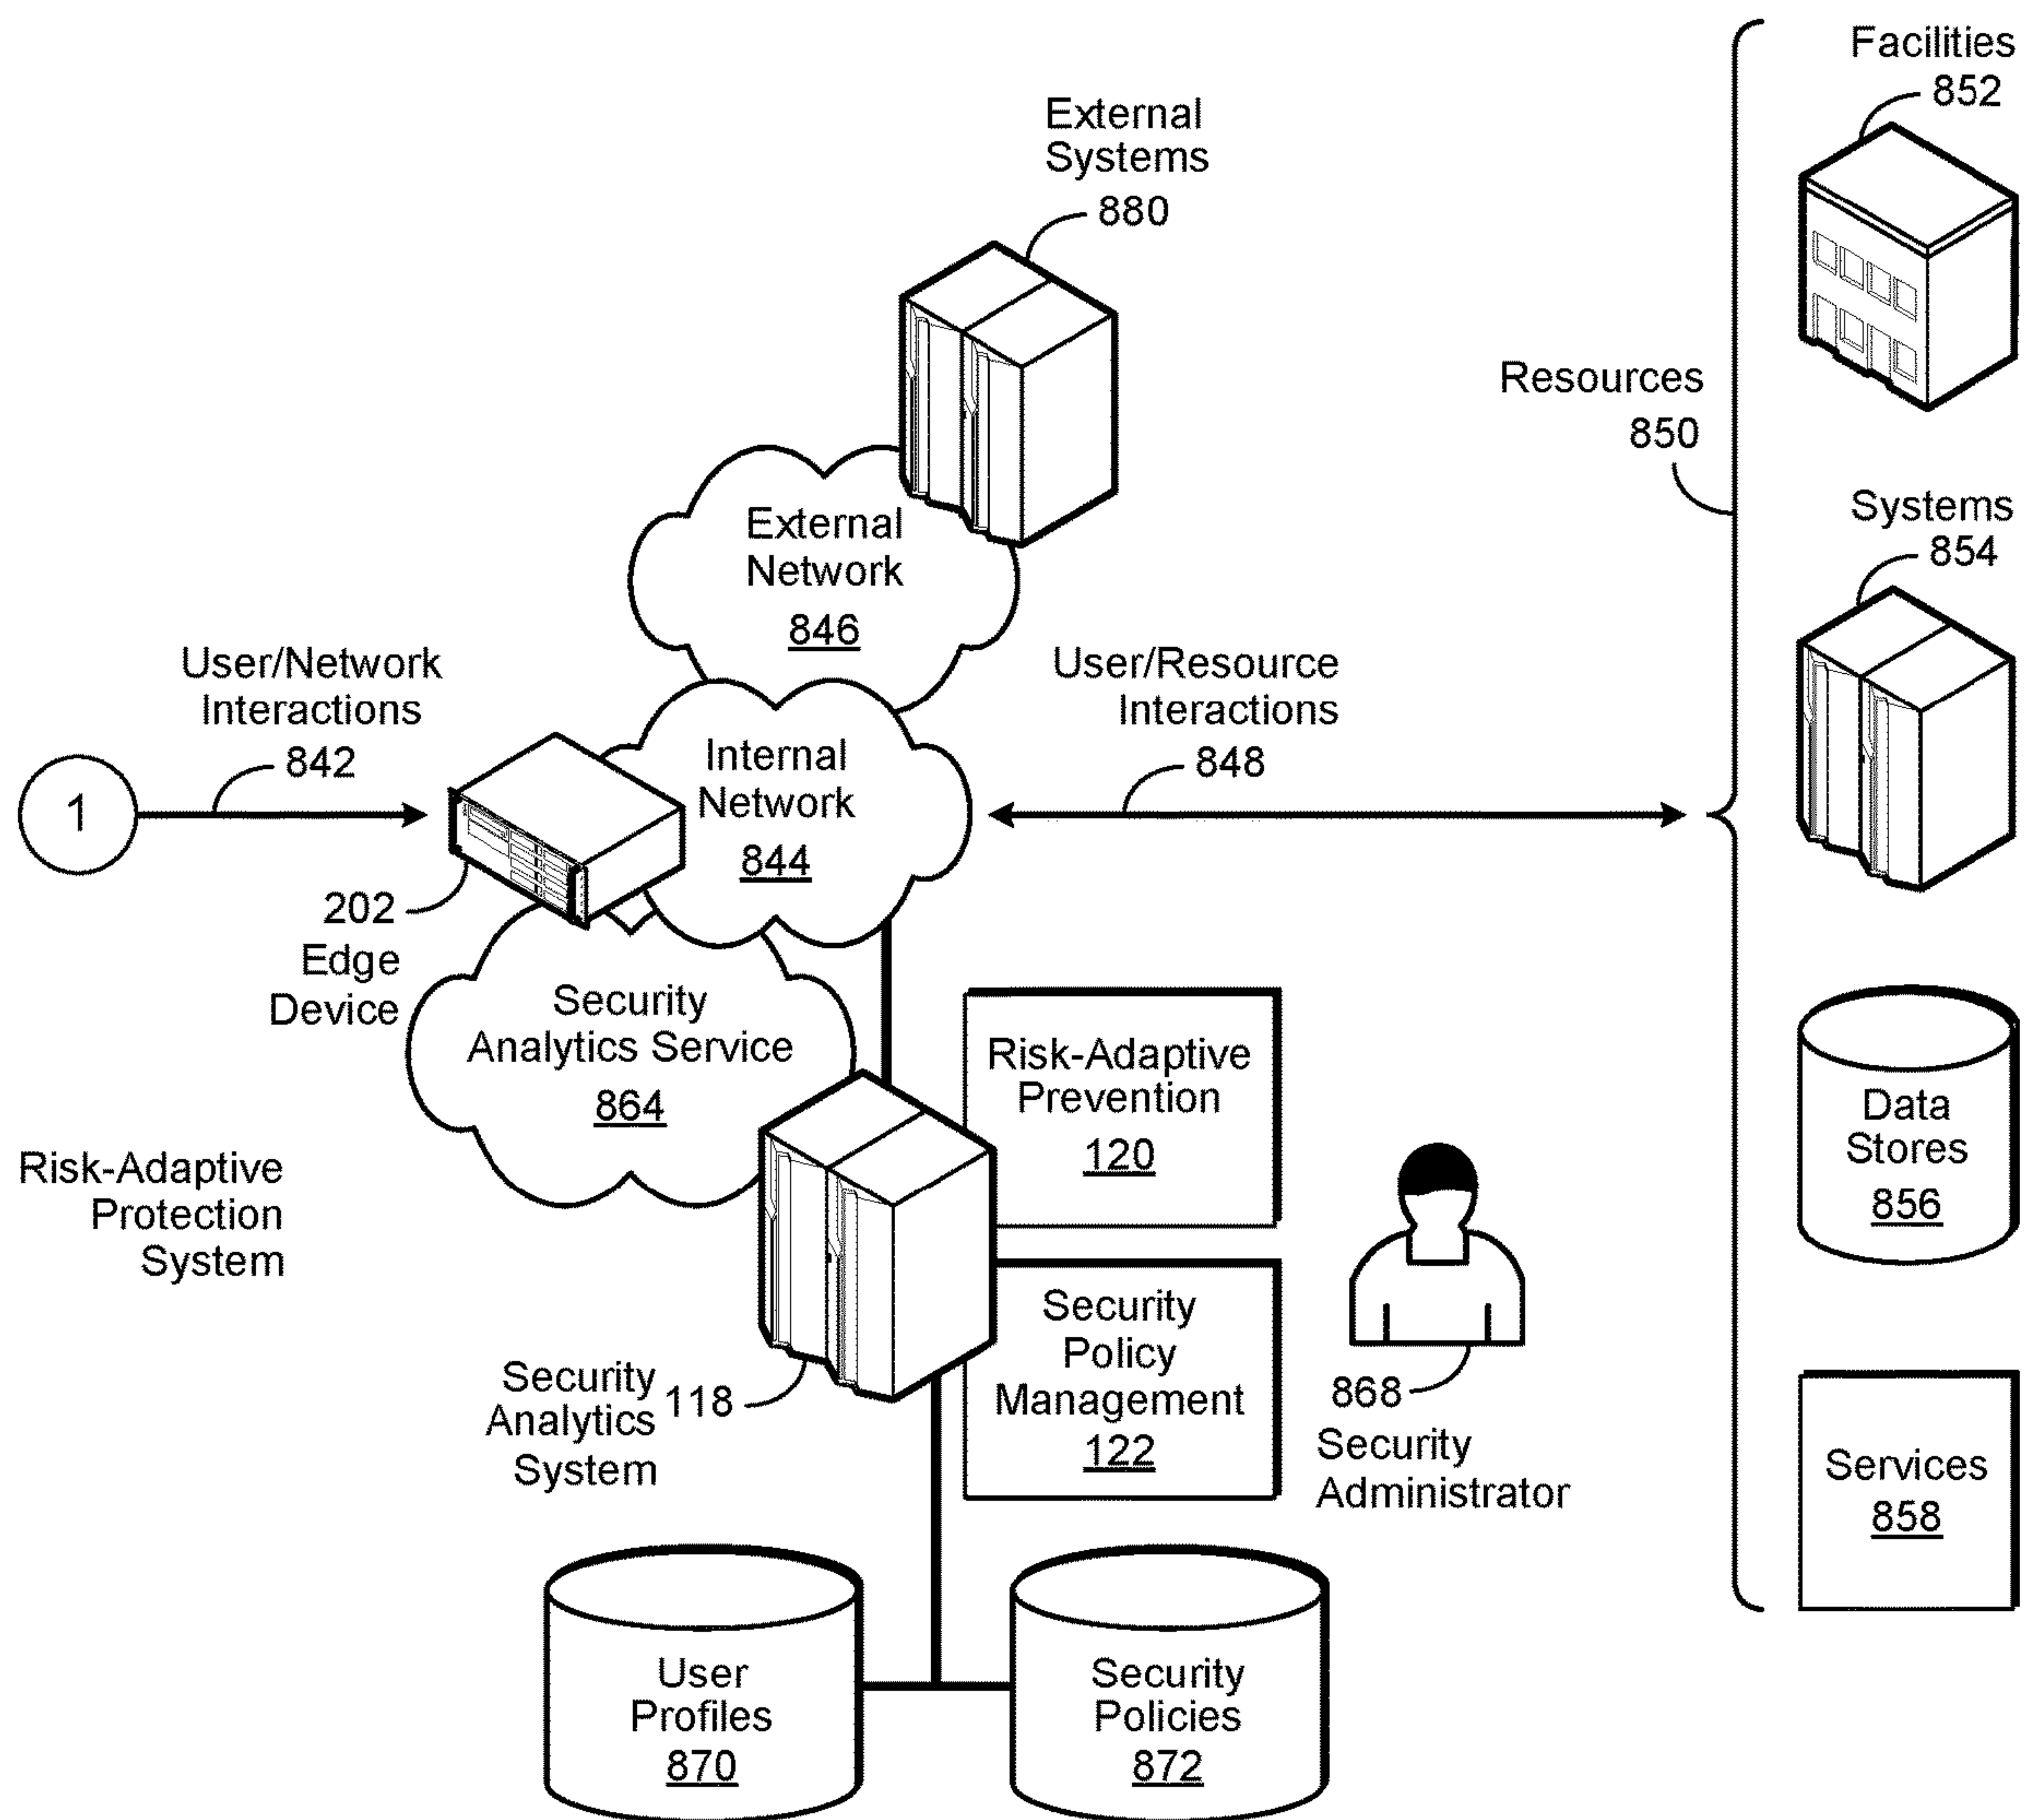 Facilities
852
External
Systems
880
Resources
850
Systems
854
External
Network
846
User/Network
Interactions
842
User/Resource
Interactions
848
1
Internal
Network
844
202
Edge
Device
Security
Analytics Service
864
Risk-Adaptive
Prevention
120
Data
Stores
856
Risk-Adaptive
Protection
System
Security
Policy
Management
122
Security
Analytics
System
118
868
Security
Administrator
Services
858
User
Profiles
870
Security
Policies
872